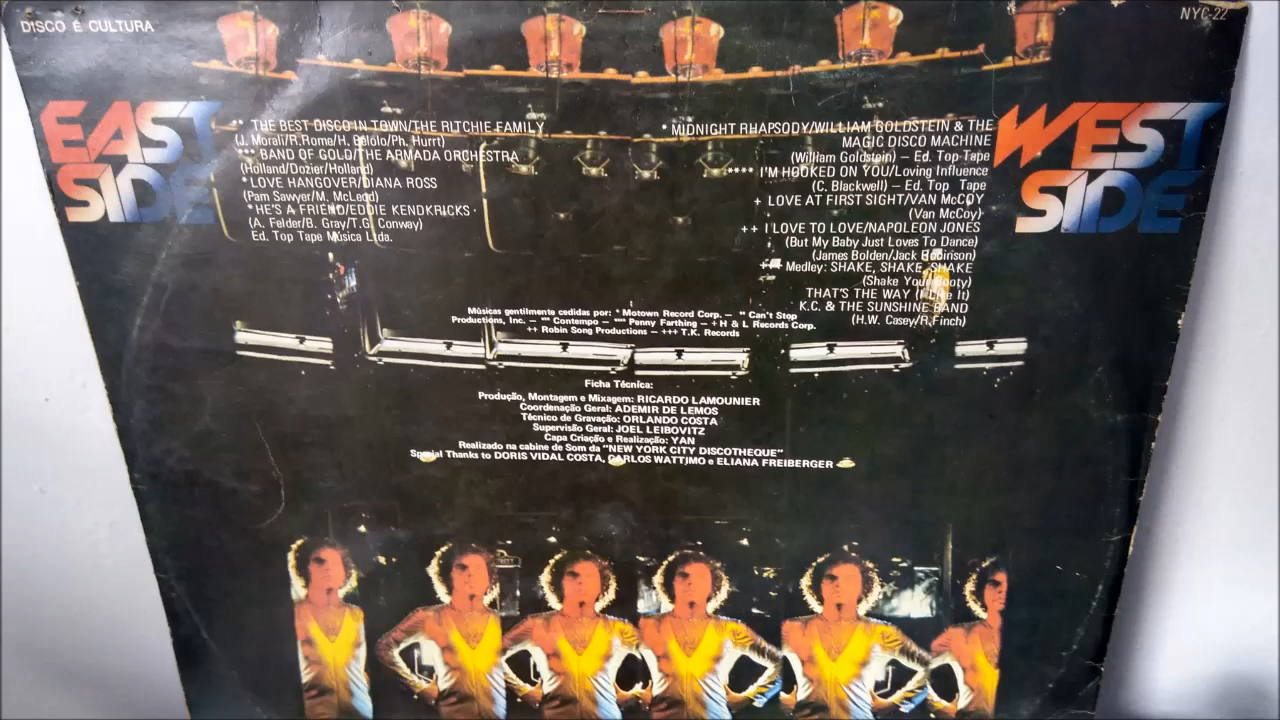 DISCO É CULTURA
NYC-22
EAST
SIDE
** THE BEST DISCO IN TOWN/THE RITCHIE FAMILY
(J. Morali/R.Rome/H. Belolo/Ph. Hurrt)
*** BAND OF GOLD/THE ARMADA ORCHESTRA
(Holland/Dozier/Holland)
* LOVE HANGOVER/DIANA ROSS
(Pam Sawyer/M. McLeod)
* HE'S A FRIEND/EDDIE KENDKRICKS
(A. Felder/B. Gray/T.G. Conway)
Ed. Top Tape Música Ltda.
WEST
SIDE
* MIDNIGHT RHAPSODY/WILLIAM GOLDSTEIN & THE
MAGIC DISCO MACHINE
(William Goldstein) – Ed. Top Tape
**** I'M HOOKED ON YOU/Loving Influence
(C. Blackwell) – Ed. Top Tape
+ LOVE AT FIRST SIGHT/VAN McCOY
(Van McCoy)
++ I LOVE TO LOVE/NAPOLEON JONES
(But My Baby Just Loves To Dance)
(James Bolden/Jack Robinson)
+++ Medley: SHAKE, SHAKE, SHAKE
(Shake Your Booty)
THAT'S THE WAY (I Like It)
K.C. & THE SUNSHINE BAND
(H.W. Casey/R.Finch)
Músicas gentilmente cedidas por: * Motown Record Corp. — ** Can't Stop
Productions, Inc. — *** Contempo — **** Penny Farthing — + H & L Records Corp.
++ Robin Song Productions — +++ T.K. Records
Ficha Técnica:
Produção, Montagem e Mixagem: RICARDO LAMOUNIER
Coordenação Geral: ADEMIR DE LEMOS
Técnico de Gravação: ORLANDO COSTA
Supervisão Geral: JOEL LEIBOVITZ
Capa Criação e Realização: YAN
Realizado na cabine de Som da "NEW YORK CITY DISCOTHEQUE"
Special Thanks to DORIS VIDAL COSTA, CARLOS WATTIMO e ELIANA FREIBERGER